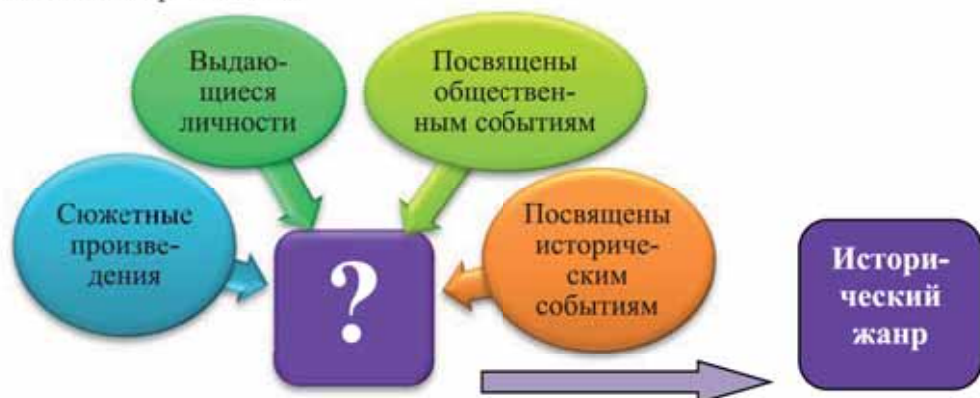 Выдаю-
щиеся
личности
Посвящены
обществен-
ным событиям
Сюжетные
произве-
дения
Посвящены
историче-
ским
событиям
?
Истори-
ческий
жанр